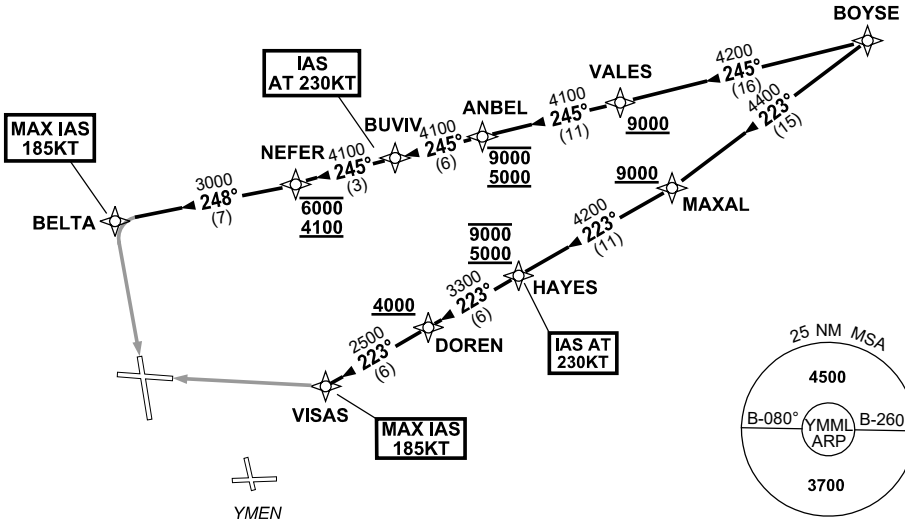 BOYSE
4200
245°
(16)
VALES
9000
4400
223°
(15)
IAS
AT 230KT
ANBEL
4100
245°
(11)
9000
5000
BUVIV
4100
245°
(6)
MAX IAS
185KT
NEFER
4100
245°
(3)
6000
4100
3000
248°
(7)
BELTA
9000
MAXAL
4200
223°
(11)
9000
5000
HAYES
IAS AT
230KT
3300
223°
(6)
4000
DOREN
2500
223°
(6)
VISAS
MAX IAS
185KT
YMEN
25 NM MSA
4500
B-080°
YMML
ARP
B-260
3700